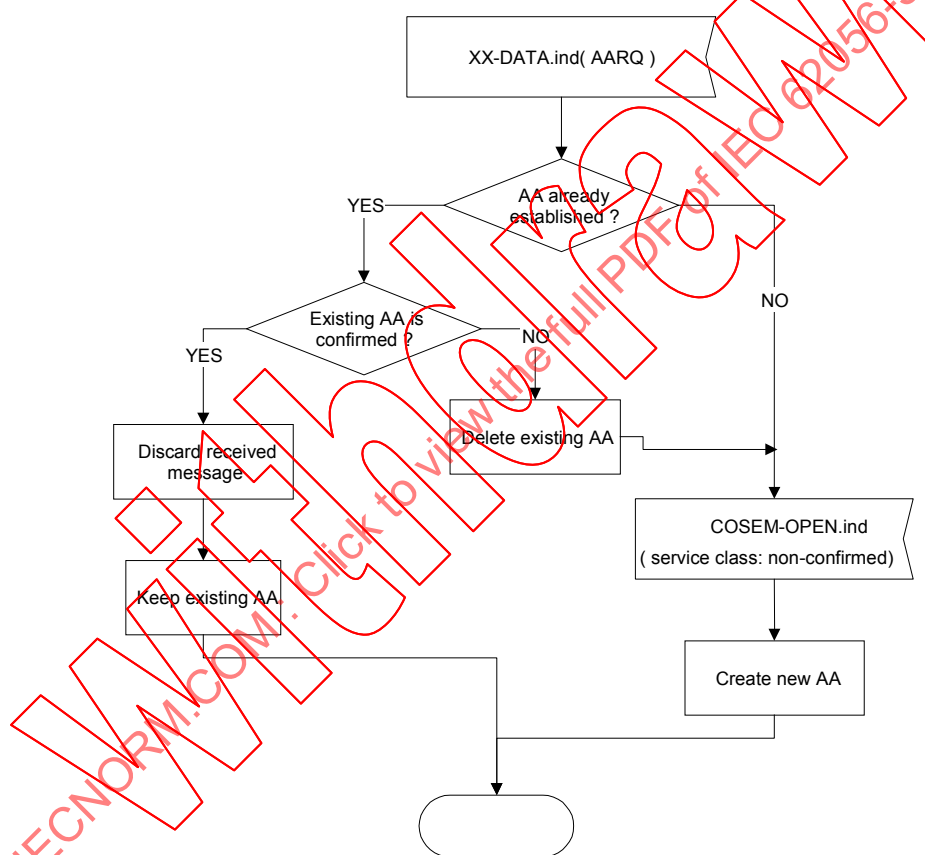 XX-DATA.ind( AARQ )
AA already
established ?
YES
NO
Existing AA is
confirmed ?
YES
NO
Discard received
message
Delete existing AA
COSEM-OPEN.ind
( service class: non-confirmed)
Keep existing AA
Create new AA
IECNORM.COM: Click to view the full PDF of IEC 62056-5
Withdrawn